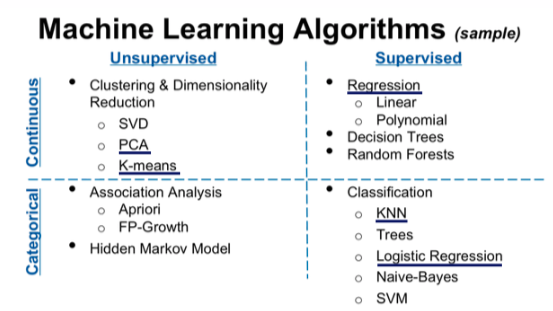 Machine Learning Algorithms (sample)
Unsupervised
Supervised
Continuous
Clustering & Dimensionality
Reduction
SVD
PCA
K-means
Regression
Linear
Polynomial
Decision Trees
Random Forests
Categorical
Association Analysis
Apriori
FP-Growth
Hidden Markov Model
Classification
KNN
Trees
Logistic Regression
Naive-Bayes
SVM